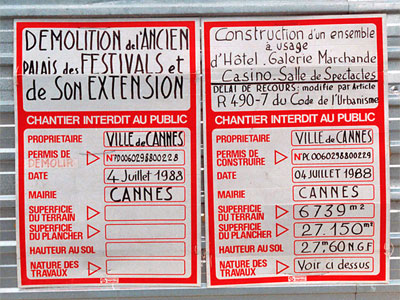 DEMOLITION de l'ANCIEN
PALAIS des FESTIVALS et
de Son EXTENSION
CHANTIER INTERDIT AU PUBLIC
PROPRIETAIRE VILLE de CANNES
PERMIS DE DEMOLIR N°PD0060298800228
DATE 4 Juillet 1988
MAIRIE CANNES
SUPERFICIE DU TERRAIN
SUPERFICIE DU PLANCHER
HAUTEUR AU SOL
NATURE DES TRAVAUX
Construction d'un ensemble
à usage
d'Hôtel. Galerie Marchande
Casino. Salle de Spectacles
DELAI DE RECOURS: modifié par Article
R 490-7 du Code de l'Urbanisme
CHANTIER INTERDIT AU PUBLIC
PROPRIETAIRE VILLE de CANNES
PERMIS DE CONSTRUIRE N°PC0060298800229
DATE 04 JUILLET 1988
MAIRIE CANNES
SUPERFICIE DU TERRAIN 6739 m2
SUPERFICIE DU PLANCHER 27.150 m2
HAUTEUR AU SOL 27m60 N.G.F
NATURE DES TRAVAUX Voir ci dessus